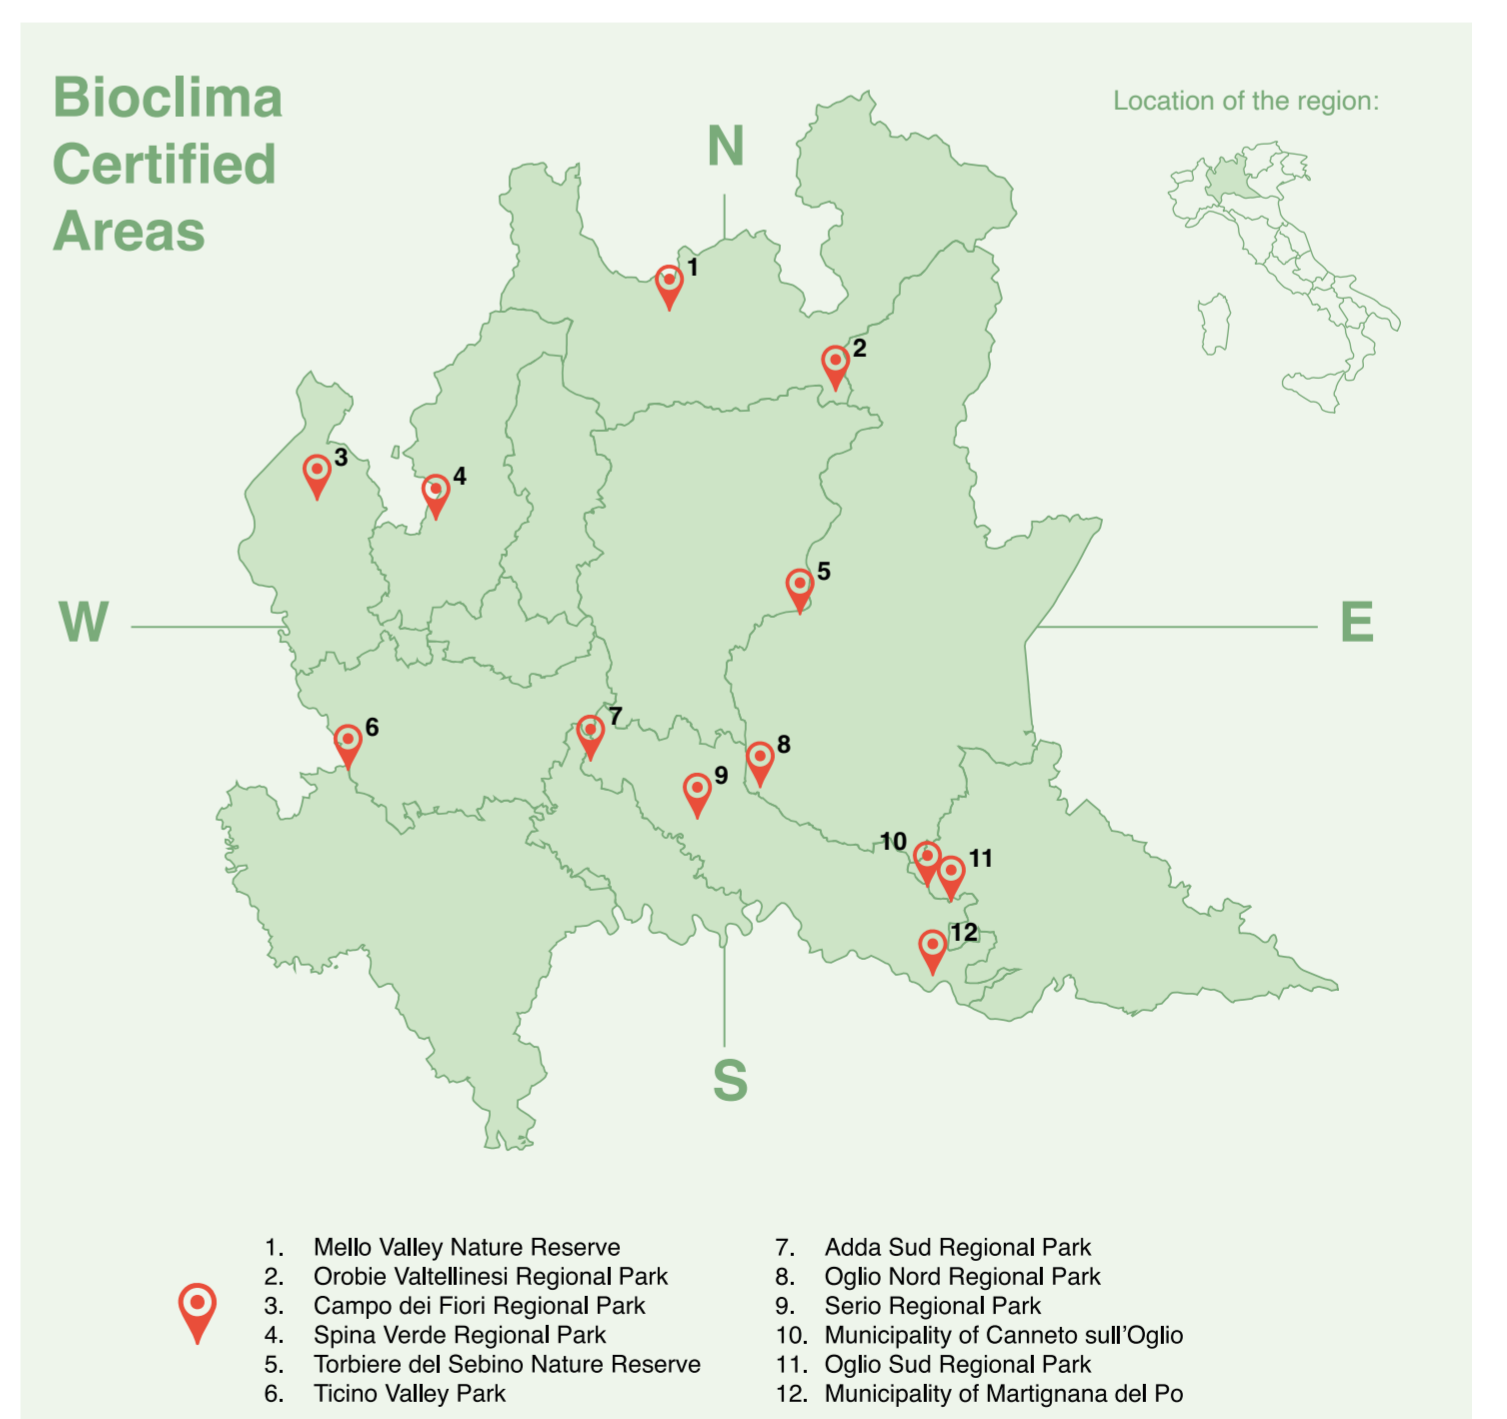 Bioclima
Certified
Areas
Location of the region:
N
1
2
3
4
5
W
E
6
7
8
9
10
11
12
S
1. Mello Valley Nature Reserve
2. Orobie Valtellinesi Regional Park
3. Campo dei Fiori Regional Park
4. Spina Verde Regional Park
5. Torbiere del Sebino Nature Reserve
6. Ticino Valley Park
7. Adda Sud Regional Park
8. Oglio Nord Regional Park
9. Serio Regional Park
10. Municipality of Canneto sull'Oglio
11. Oglio Sud Regional Park
12. Municipality of Martignana del Po